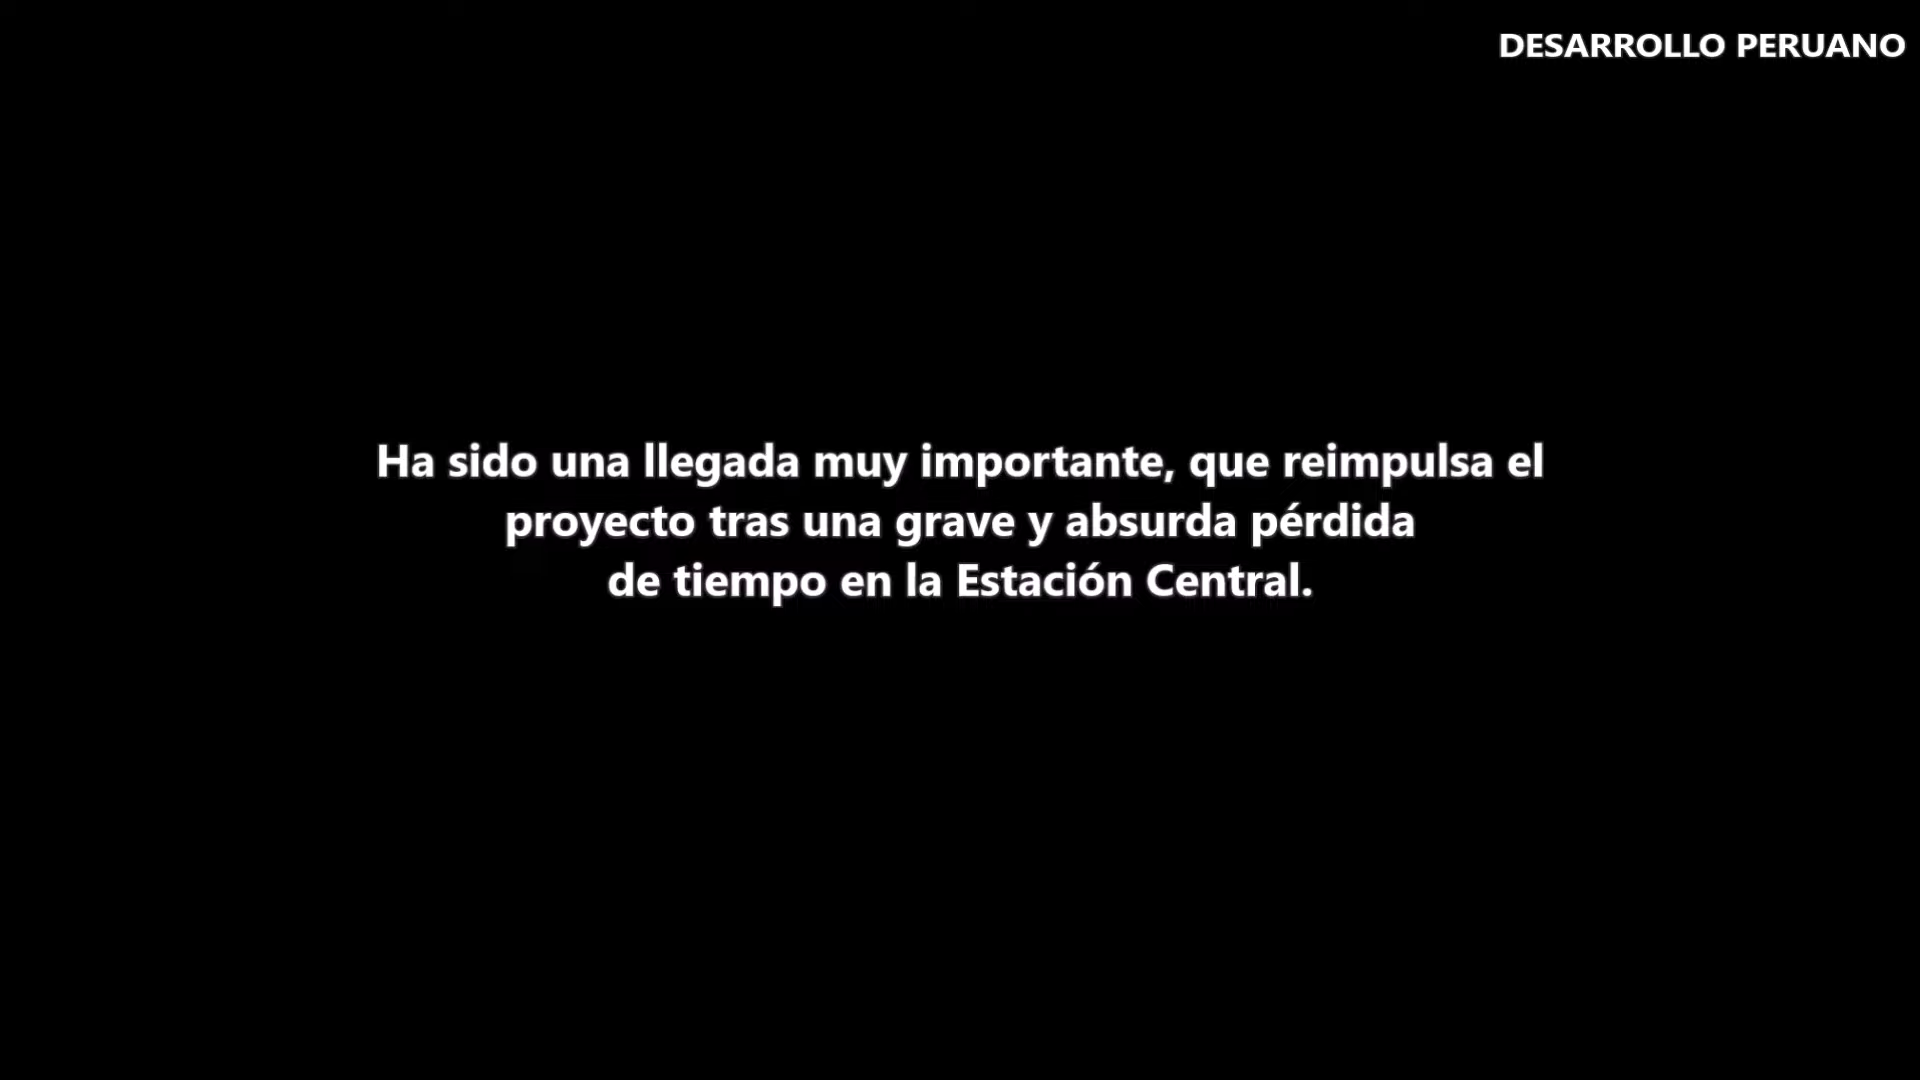 DESARROLLO PERUANO
Ha sido una llegada muy importante, que reimpulsa el
proyecto tras una grave y absurda pérdida
de tiempo en la Estación Central.